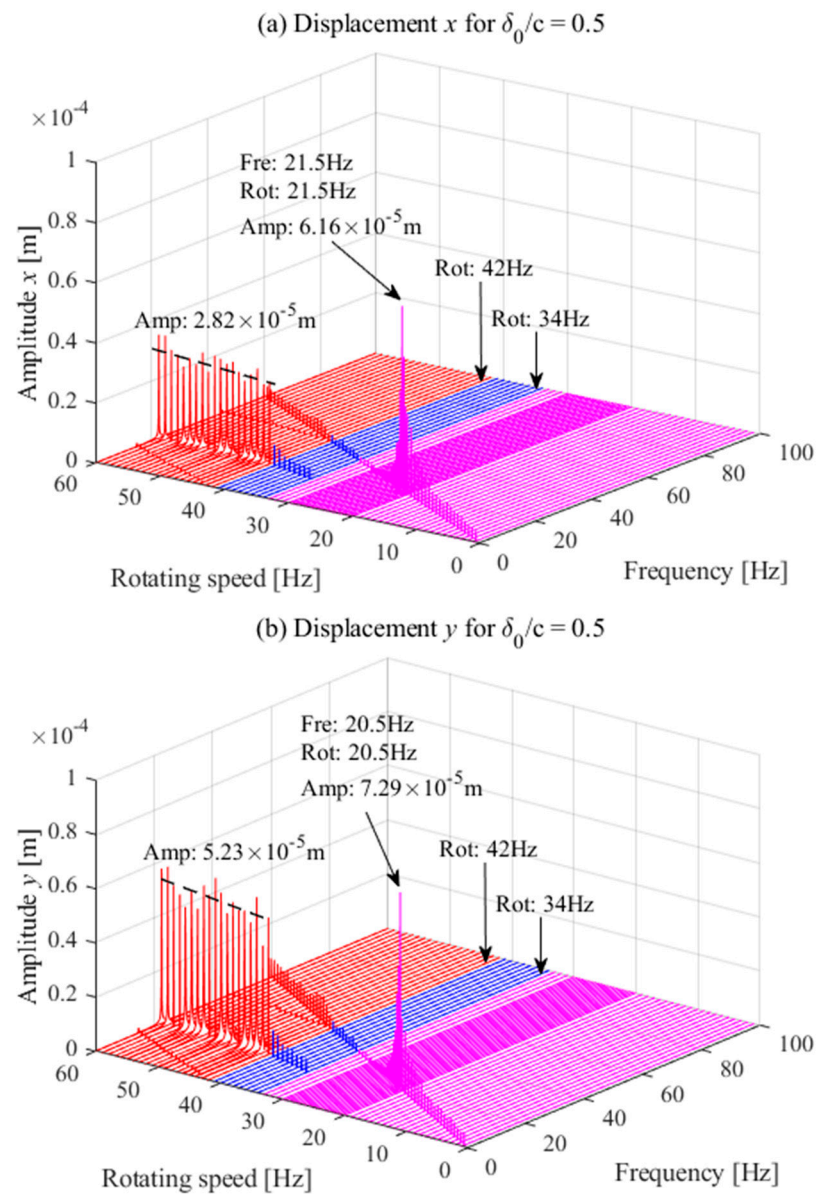 (a) Displacement x for δ₀/c = 0.5
×10⁻⁴
1
Fre: 21.5Hz
Rot: 21.5Hz
Amp: 6.16×10⁻⁵m
0.8
Rot: 42Hz
0.6
Rot: 34Hz
Amp: 2.82×10⁻⁵m
0.4
0.2
0
Amplitude x [m]
60
50
40
30
20
10
0
Rotating speed [Hz]
0
20
40
60
80
100
Frequency [Hz]
(b) Displacement y for δ₀/c = 0.5
×10⁻⁴
1
Fre: 20.5Hz
Rot: 20.5Hz
Amp: 7.29×10⁻⁵m
0.8
Amp: 5.23×10⁻⁵m
Rot: 42Hz
0.6
Rot: 34Hz
0.4
0.2
0
Amplitude y [m]
60
50
40
30
20
10
0
Rotating speed [Hz]
0
20
40
60
80
100
Frequency [Hz]